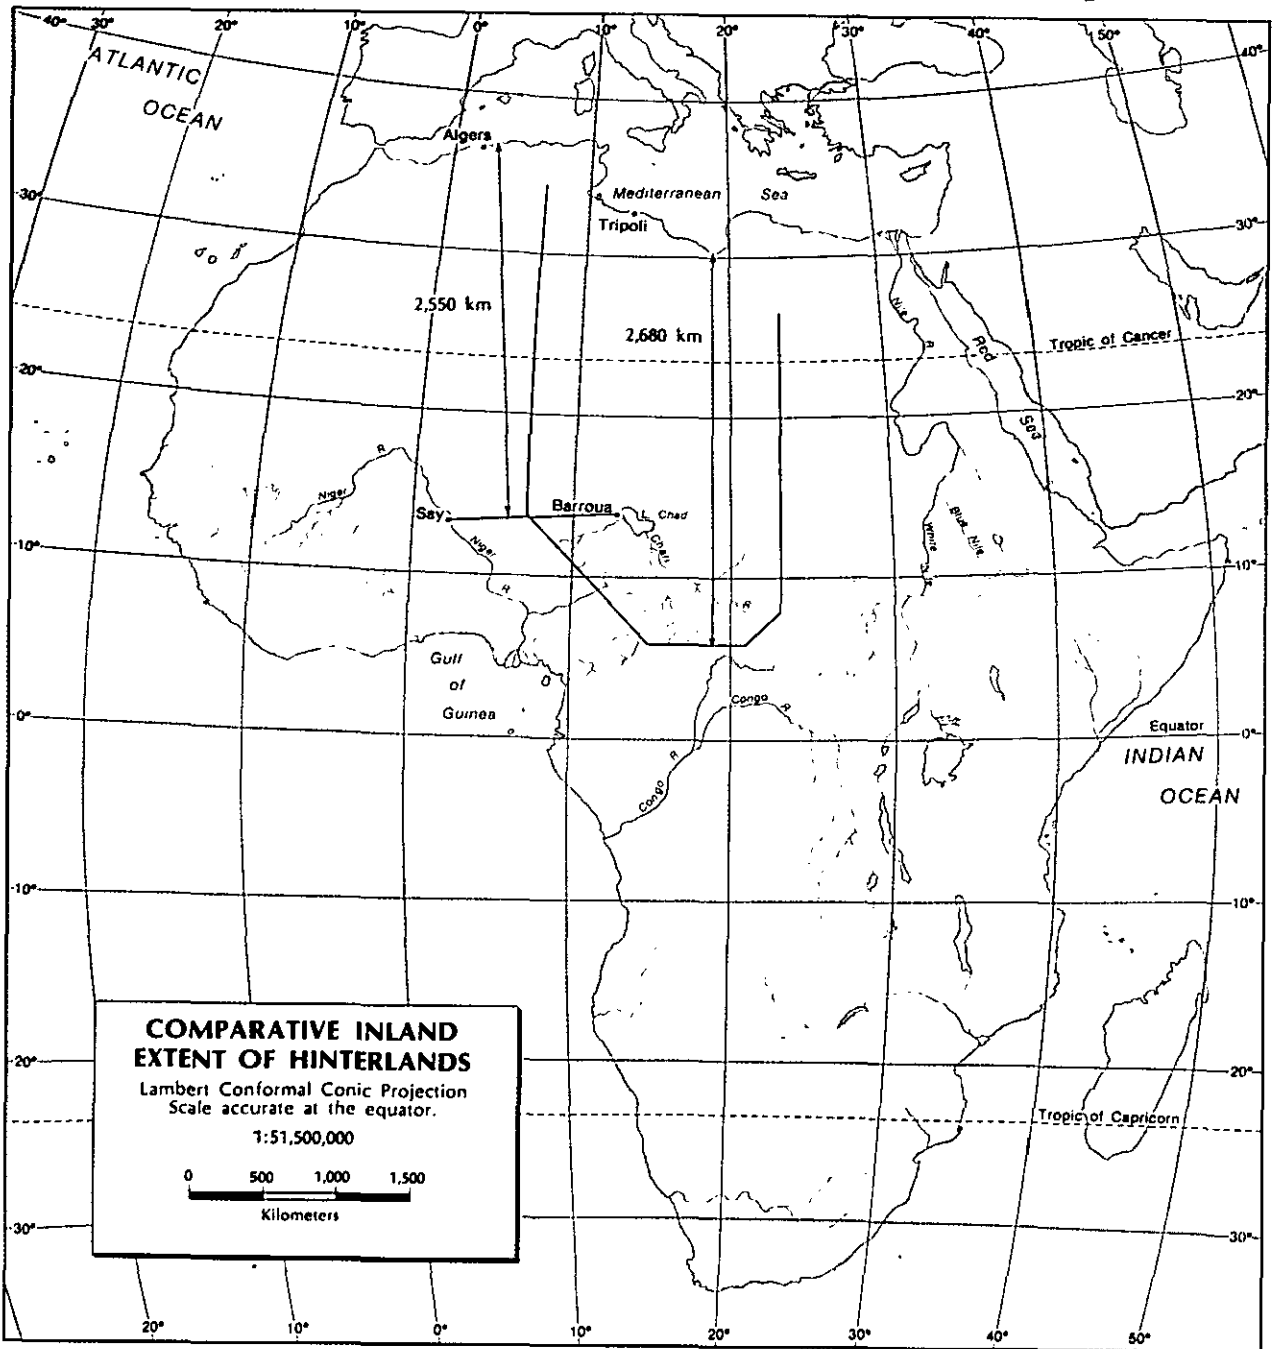 40° 30° 20° 10° 0° 10° 20° 30° 40° 50° 40°
ATLANTIC
OCEAN
Algers
30°
Mediterranean Sea
Tripoli
30°
2,550 km
2,680 km
Nile R
Red Sea
Tropic of Cancer
20°
20°
Niger R
Say
Barroua
L. Chad
Chari R
Niger R
White
Blue Nile
10°
10°
Gulf
of
Guinea
Congo R
Congo R
0°
Equator
0°
INDIAN
OCEAN
10°
10°
COMPARATIVE INLAND
EXTENT OF HINTERLANDS
Lambert Conformal Conic Projection
Scale accurate at the equator.
1:51,500,000
0 500 1,000 1,500
Kilometers
20°
20°
Tropic of Capricorn
30°
30°
20° 10° 0° 10° 20° 30° 40° 50°